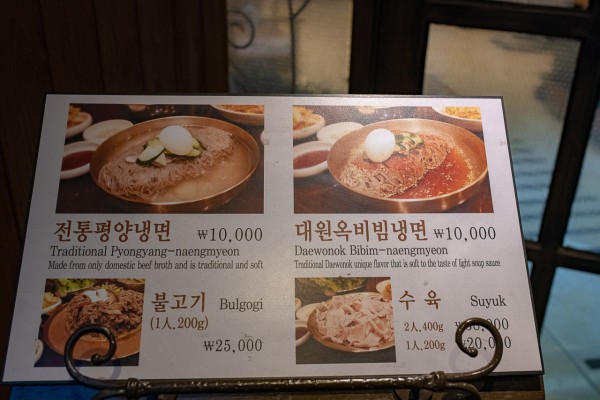 전통평양냉면 ₩10,000
Traditional Pyongyang-naengmyeon
Made from only domestic beef broth and is traditional and soft
대원옥비빔냉면 ₩10,000
Daewonok Bibim-naengmyeon
Traditional Daewonok unique flavor that is soft to the taste of light soup sauce
불고기 Bulgogi
(1人,200g)
₩25,000
수 육 Suyuk
2人,400g
1人,200g ₩20,000